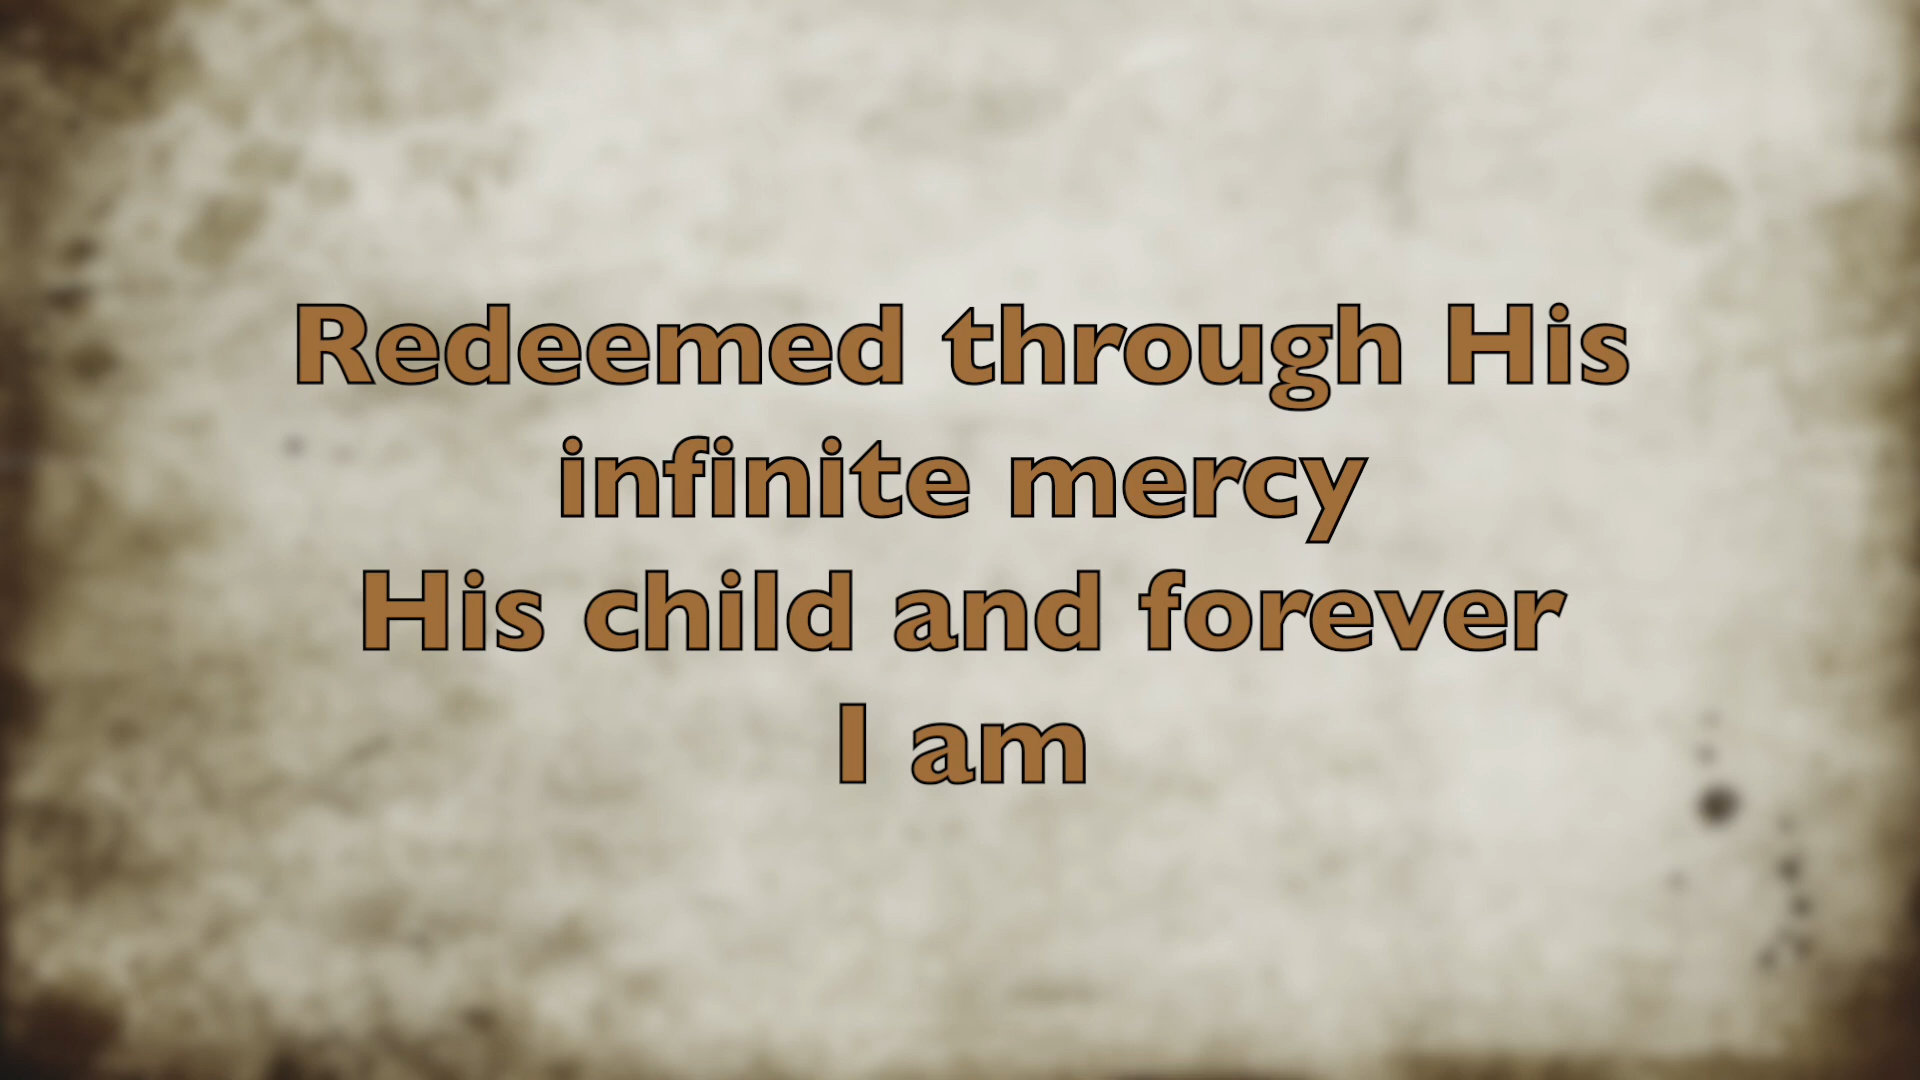 Redeemed through His
infinite mercy
His child and forever
I am